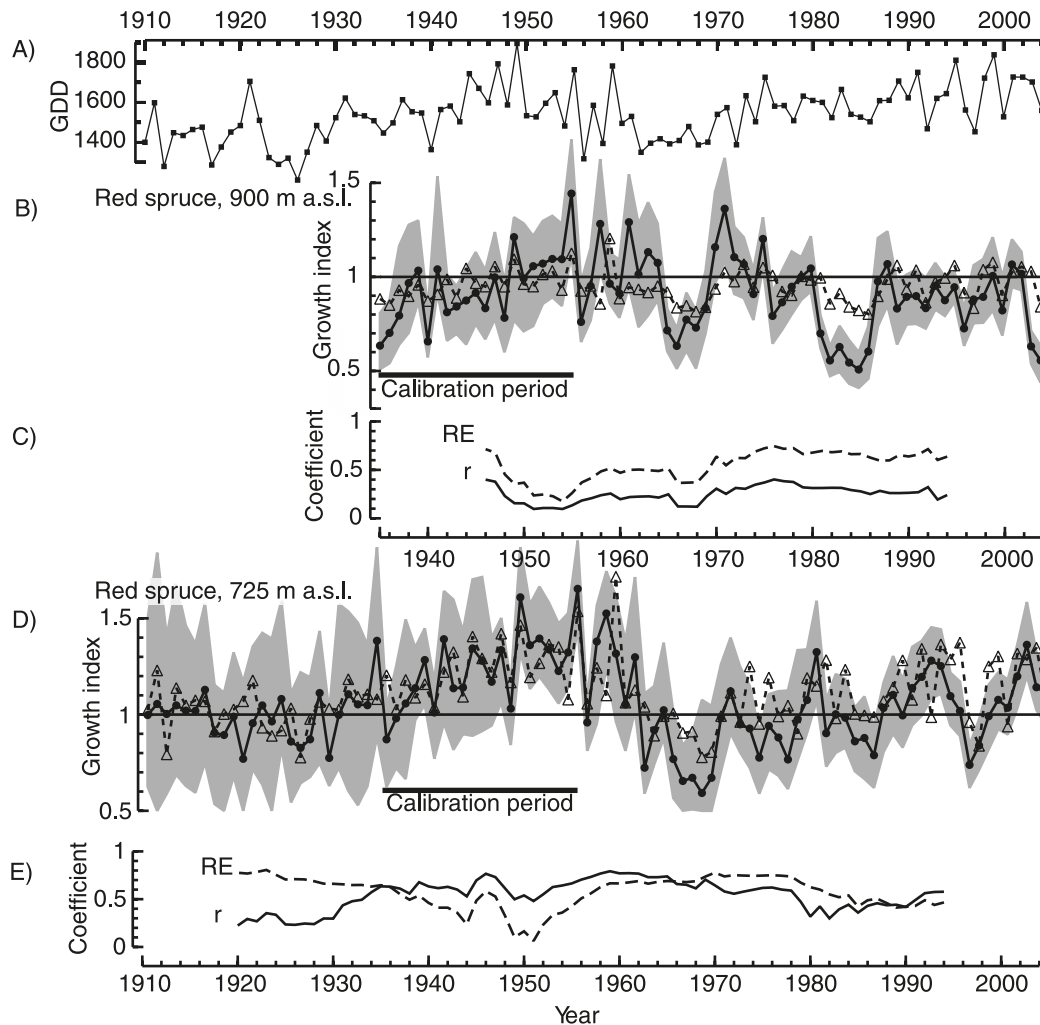 1910 1920 1930 1940 1950 1960 1970 1980 1990 2000
A)
GDD
1800
1600
1400
B)
Red spruce, 900 m a.s.l.
Growth index
1.5
1
0.5
Calibration period
C)
Coefficient
1
0.5
0
RE
r
1940 1950 1960 1970 1980 1990 2000
D)
Red spruce, 725 m a.s.l.
Growth index
1.5
1
0.5
Calibration period
E)
Coefficient
1
0.5
0
RE
r
1910 1920 1930 1940 1950 1960 1970 1980 1990 2000
Year